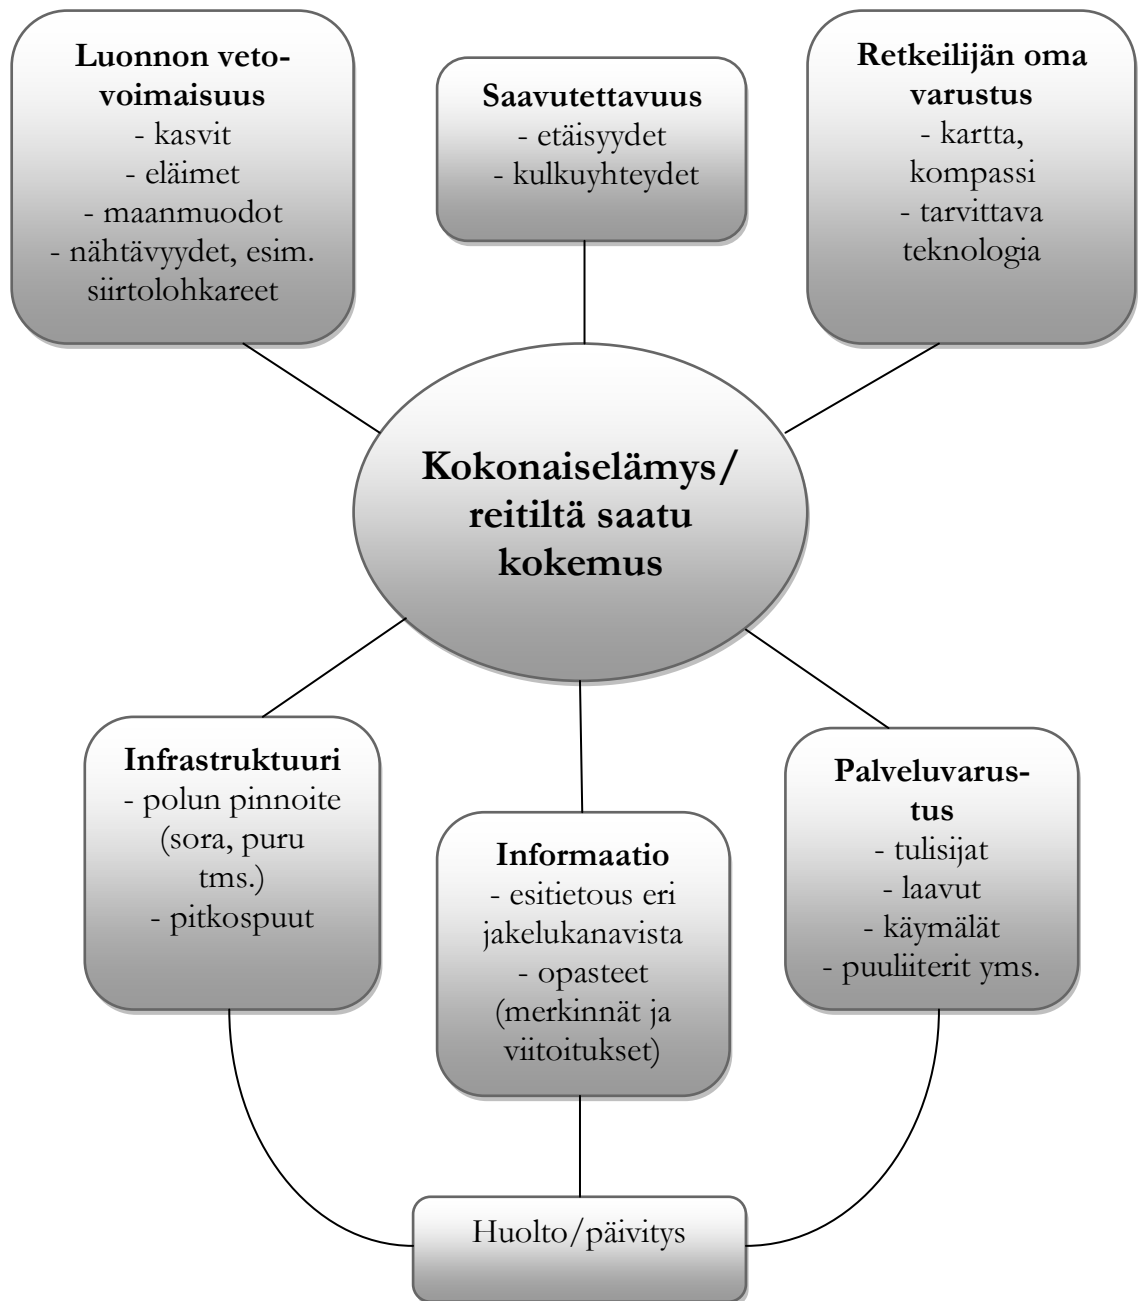 Luonnon veto-
voimaisuus
- kasvit
- eläimet
- maanmuodot
- nähtävyydet, esim.
siirtolohkareet
Saavutettavuus
- etäisyydet
- kulkuyhteydet
Retkeilijän oma
varustus
- kartta,
kompassi
- tarvittava
teknologia
Kokonaiselämys/
reitiltä saatu
kokemus
Infrastruktuuri
- polun pinnoite
(sora, puru
tms.)
- pitkospuut
Informaatio
- esitietous eri
jakelukanavista
- opasteet
(merkinnät ja
viitoitukset)
Palveluvarus-
tus
- tulisijat
- laavut
- käymälät
- puuliiterit yms.
Huolto/päivitys